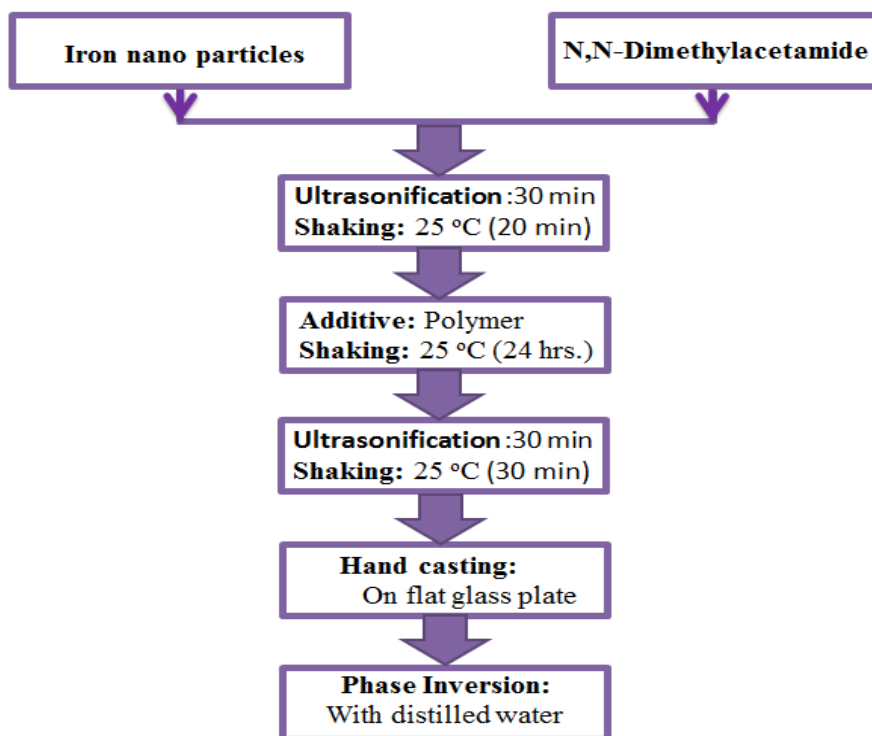 Iron nano particles
N,N-Dimethylacetamide
Ultrasonification :30 min
Shaking: 25 °C (20 min)
Additive: Polymer
Shaking: 25 °C (24 hrs.)
Ultrasonification :30 min
Shaking: 25 °C (30 min)
Hand casting:
On flat glass plate
Phase Inversion:
With distilled water